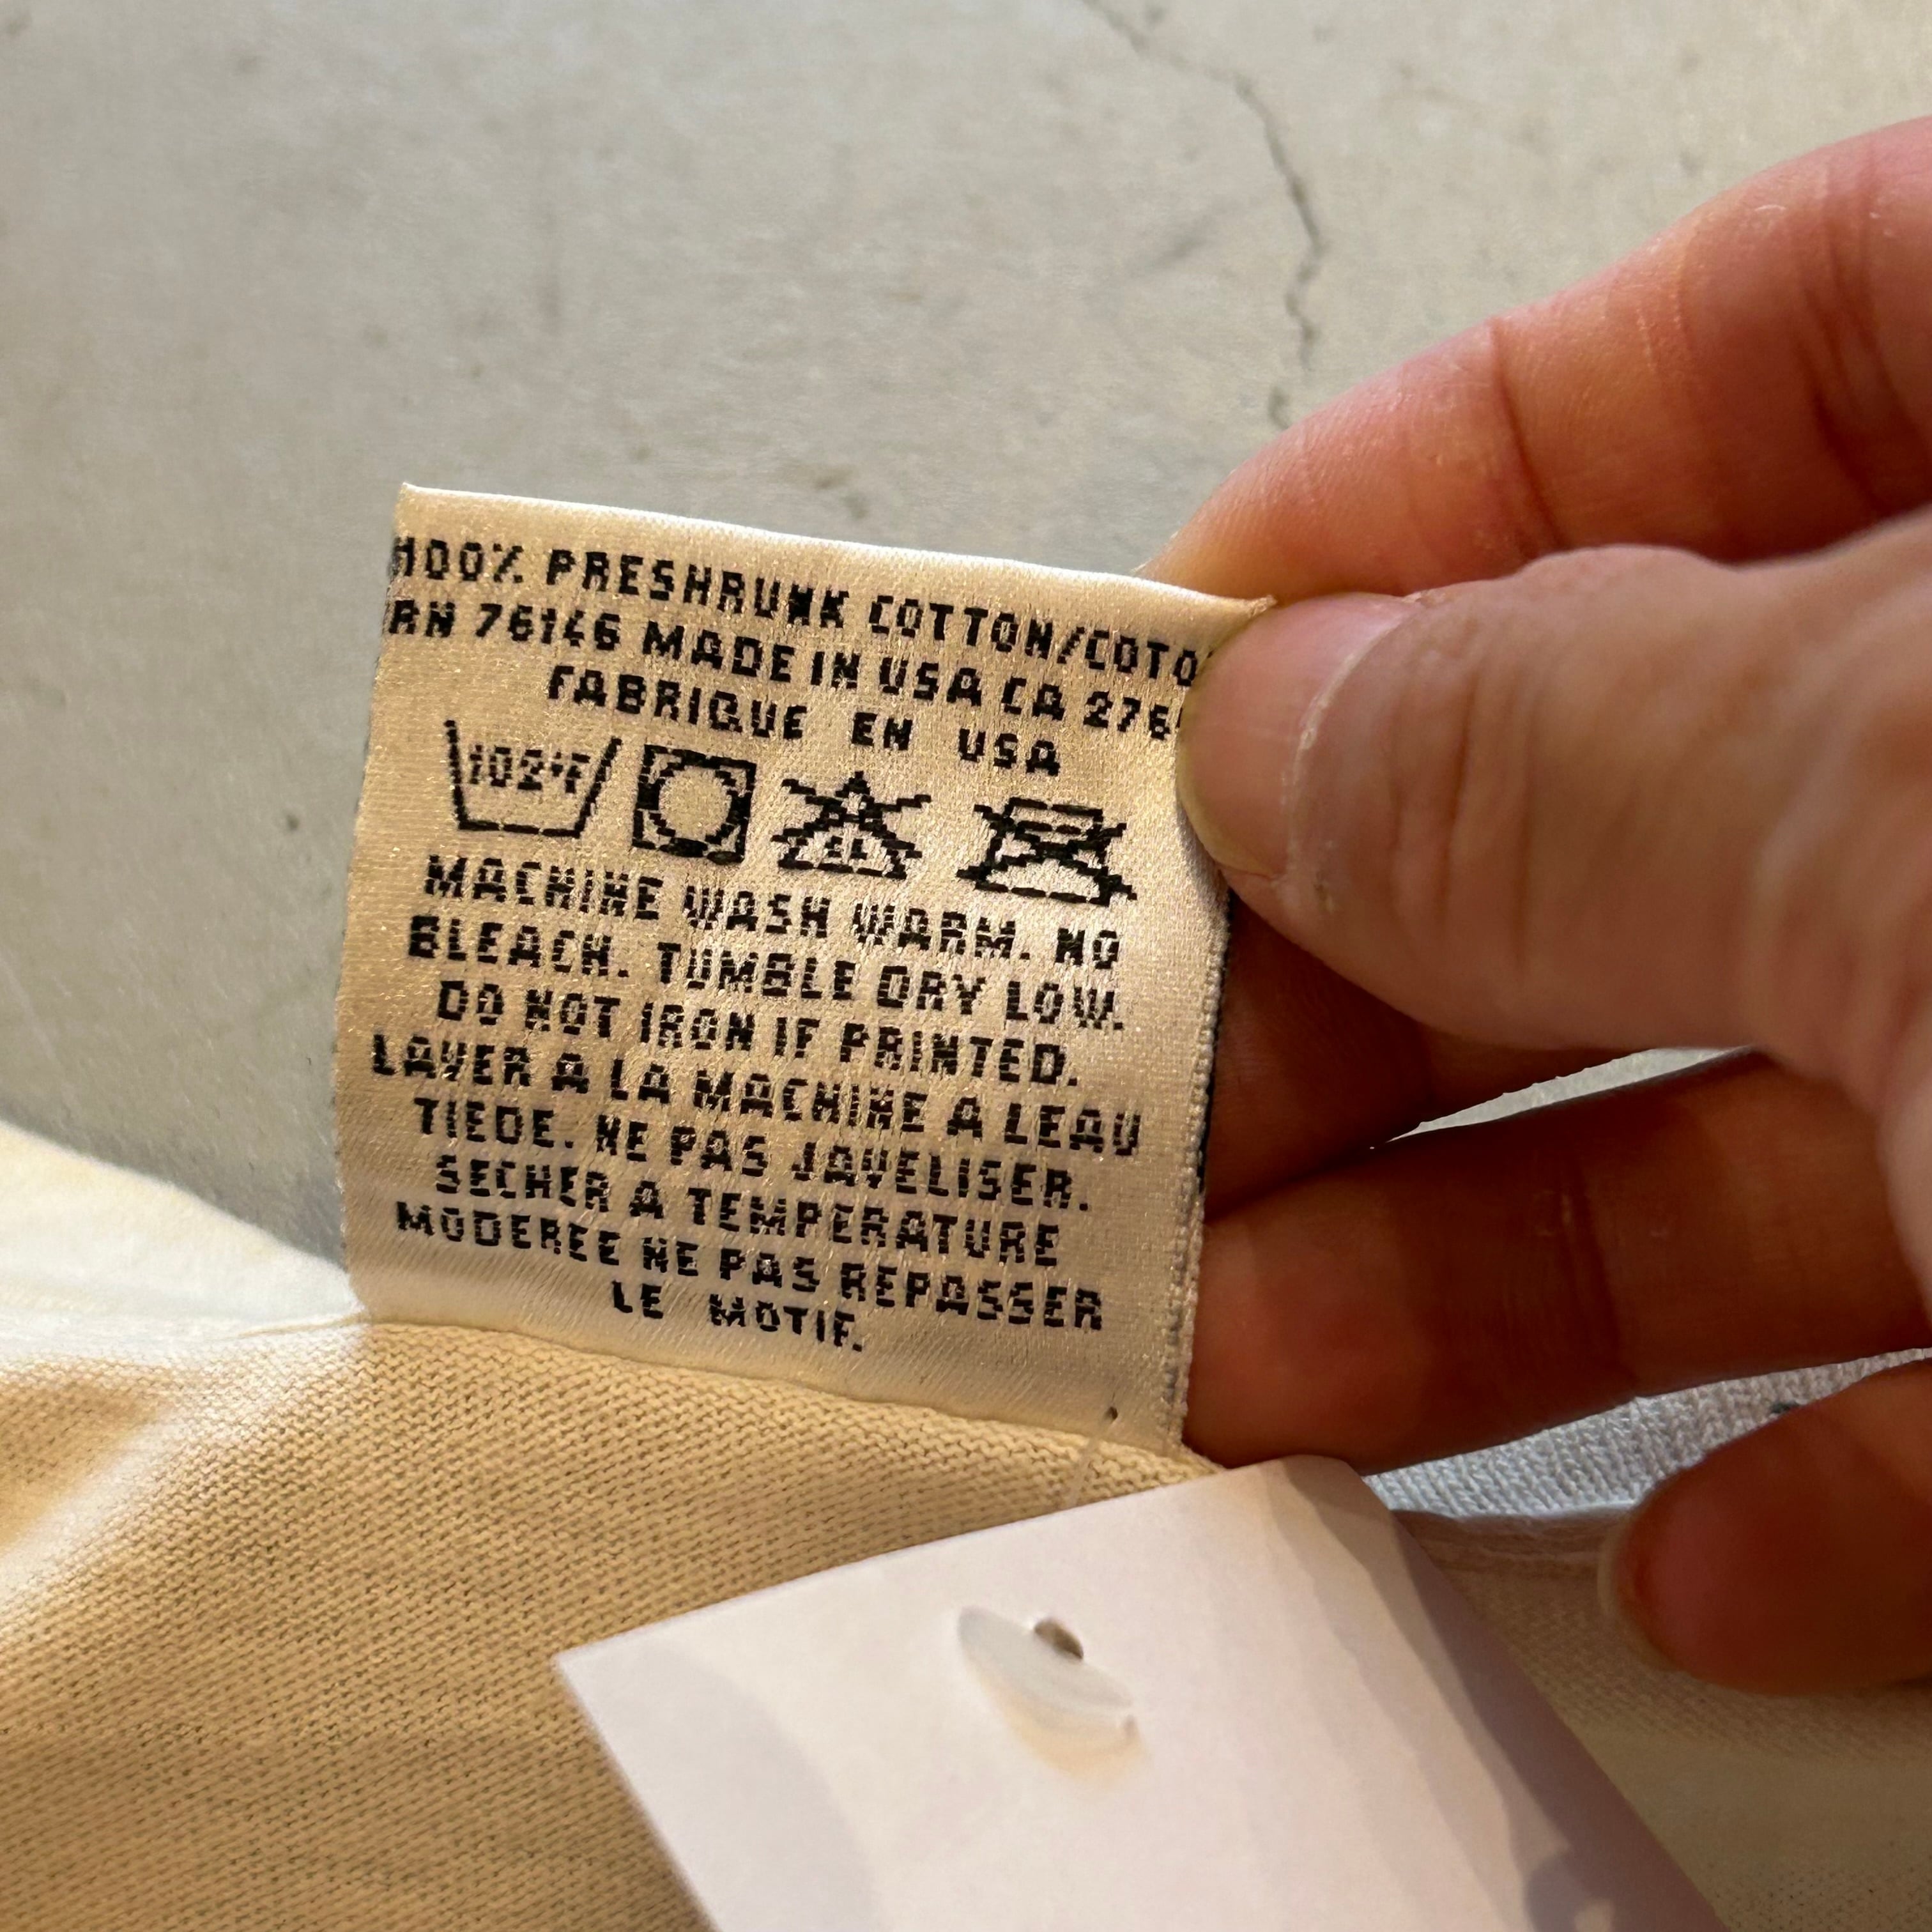 100% PRESHRUNK COTTON/COTO
RN 76146 MADE IN USA CA 276
FABRIQUE EN USA
102°F
CL
MACHINE WASH WARM. NO
BLEACH. TUMBLE DRY LOW.
DO NOT IRON IF PRINTED.
LAVER A LA MACHINE A LEAU
TIEDE. NE PAS JAVELISER.
SECHER A TEMPERATURE
MODEREE NE PAS REPASSER
LE MOTIF.